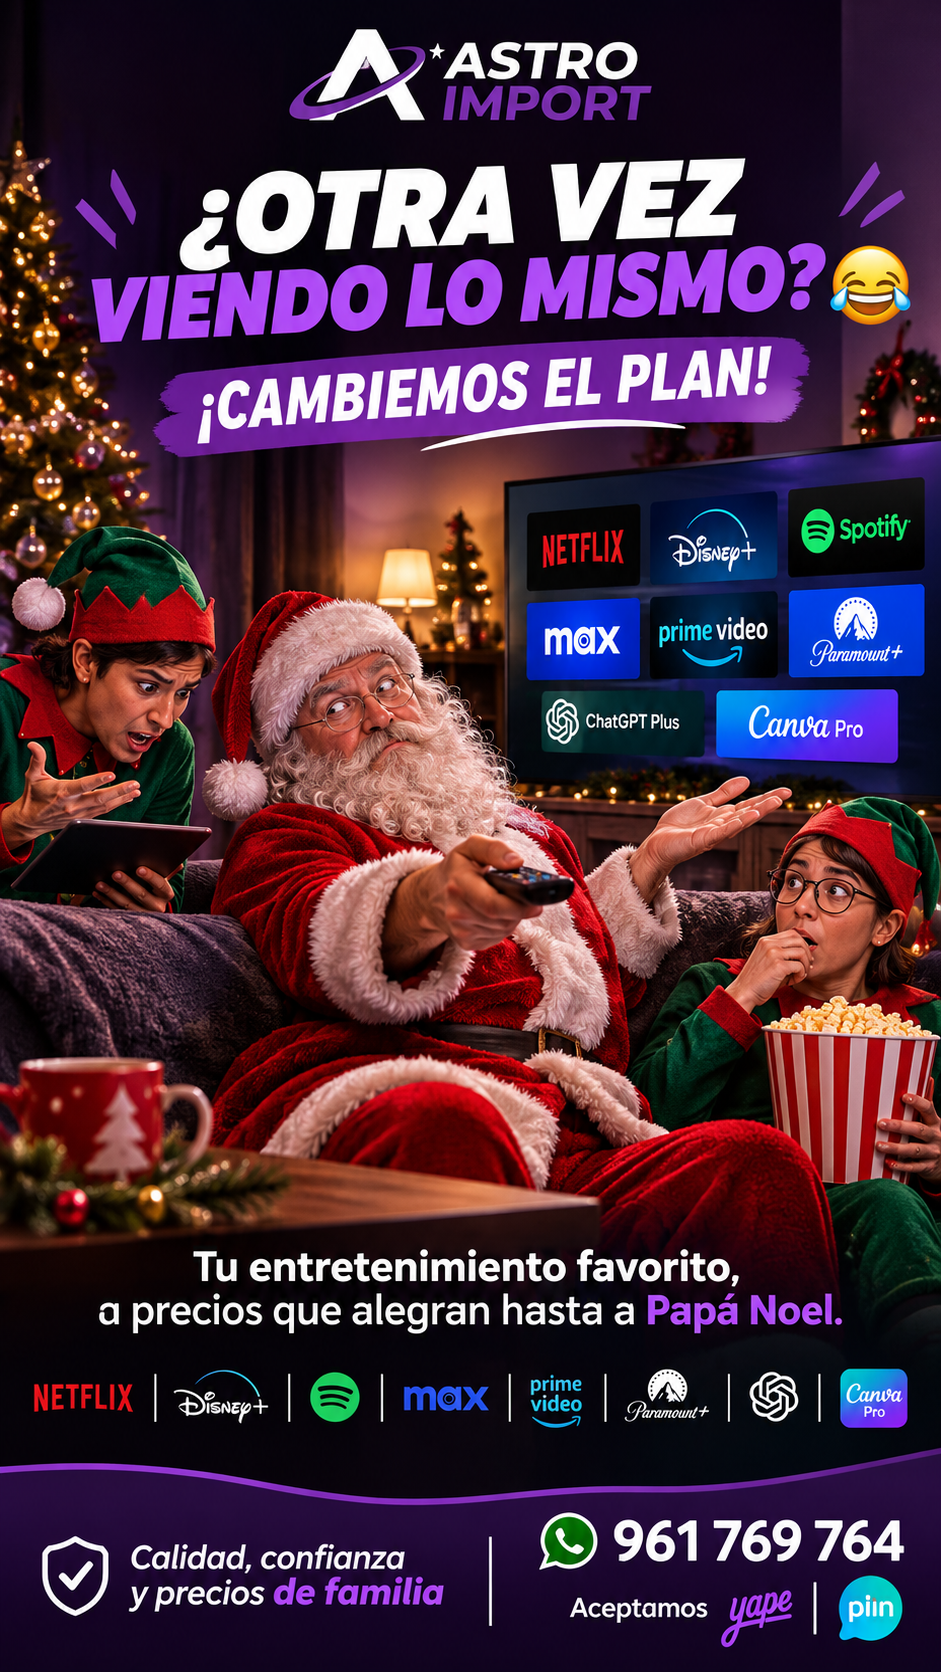 ASTRO
IMPORT
¿OTRA VEZ
VIENDO LO MISMO?
¡CAMBIEMOS EL PLAN!
NETFLIX
Disney+
Spotify
max
prime video
Paramount+
ChatGPT Plus
Canva Pro
Tu entretenimiento favorito,
a precios que alegran hasta a Papá Noel.
NETFLIX
Disney+
max
prime
video
Paramount+
Canva
Pro
Calidad, confianza
y precios de familia
961 769 764
Aceptamos yape
plin